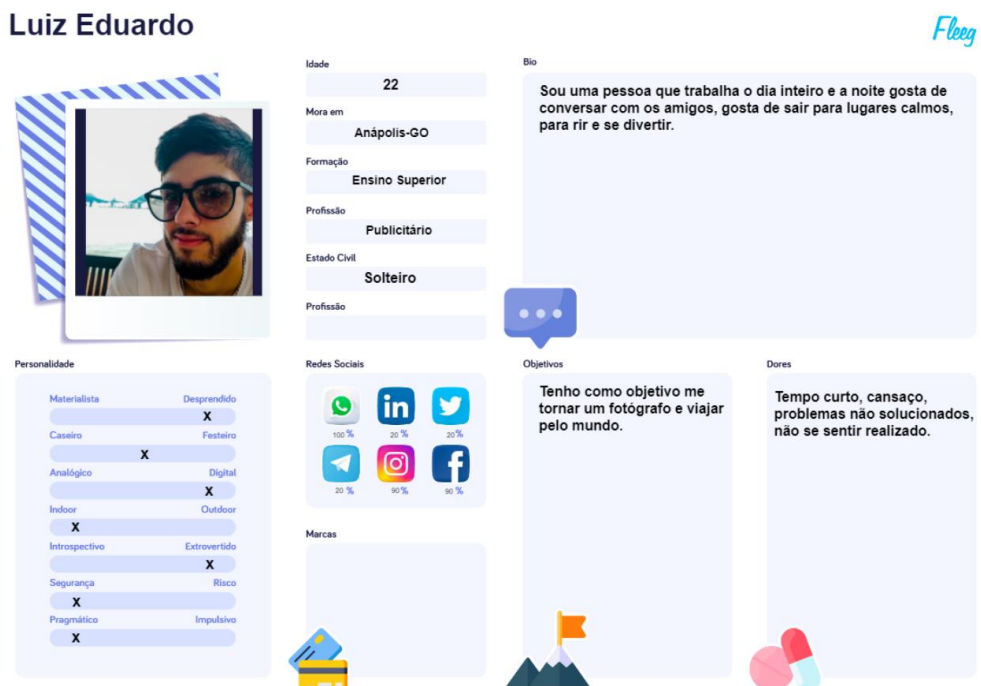 Luiz Eduardo
Fleeg
Idade
22
Mora em
Anápolis-GO
Formação
Ensino Superior
Profissão
Publicitário
Estado Civil
Solteiro
Profissão
Bio
Sou uma pessoa que trabalha o dia inteiro e a noite gosta de
conversar com os amigos, gosta de sair para lugares calmos,
para rir e se divertir.
Personalidade
Materialista Desprendido
X
Caseiro Festeiro
X
Analógico Digital
X
Indoor Outdoor
X
Introspectivo Extrovertido
X
Segurança Risco
X
Pragmático Impulsivo
X
Redes Sociais
in
100 % 20 % 20 %
f
20 % 90 % 90 %
Marcas
Objetivos
Tenho como objetivo me
tornar um fotógrafo e viajar
pelo mundo.
Dores
Tempo curto, cansaço,
problemas não solucionados,
não se sentir realizado.